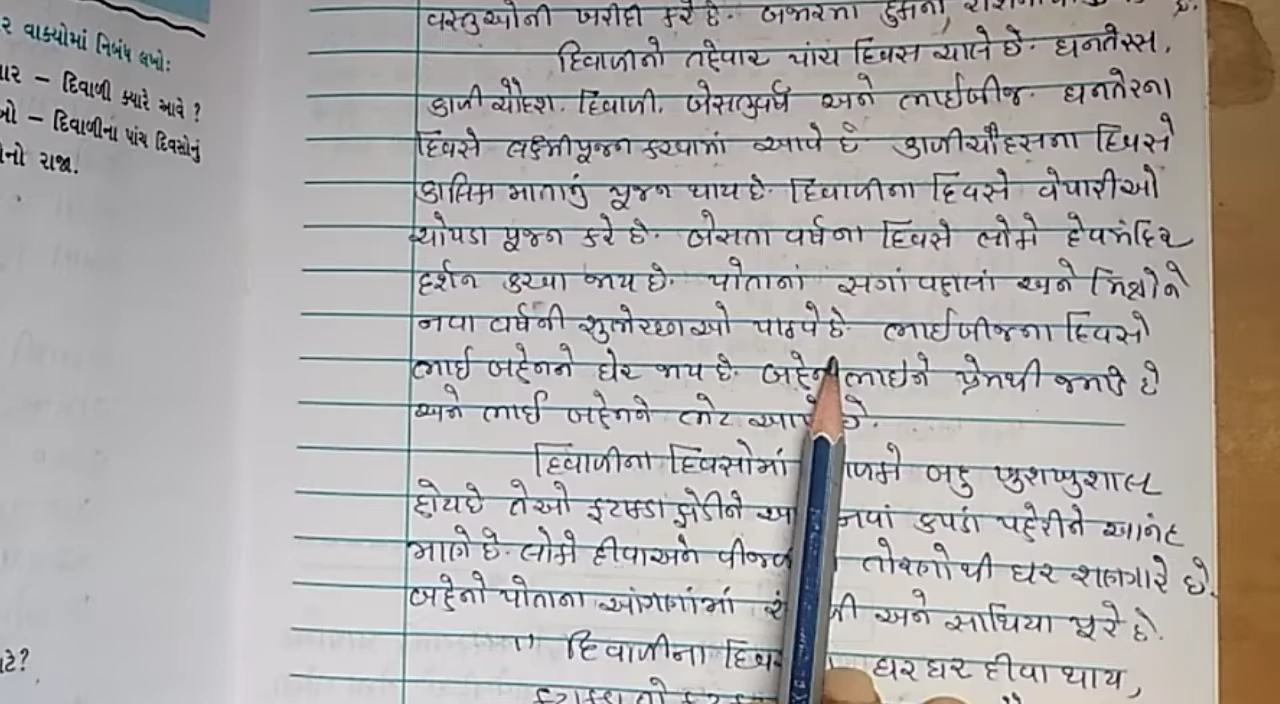 ર વાક્યોમાં નિબંધ લખો:
ાર – દિવાળી ક્યારે આવે ?
ઓ – દિવાળીના પાંચ દિવસોનું
નો રાજા!
ટે?
વસ્તુઓની ખરીદી કરે છે. બજારમાં
દિવાળીનો તહેવાર પાંચ દિવસ ચાલે છે. ધનતેરસ,
કાળી ચૌદશ, દિવાળી, બેસતુવર્ષ અને ભાઈબીજ. ધનતેરના
દિવસે લક્ષ્મીપૂજન કરવામાં આવે છે. કાળીચૌદસના દિવસે
કાલિકા માતાનું પૂજન થાય છે. દિવાળીના દિવસે વેપારીઓ
ચોપડા પૂજન કરે છે. બેસતા વર્ષના દિવસે લોકો દેવમંદિર
દર્શન કરવા જાય છે. પોતાનાં સગાંવહાલાં અને મિત્રોને
નવા વર્ષની શુભેચ્છાઓ પાઠવે છે. ભાઈબીજના દિવસે
ભાઈ બહેનને ઘેર જાય છે. બહેન ભાઇને પ્રેમથી જમાડે છે
અને ભાઈ બહેનને ભેટ આપે છે.
દિવાળીના દિવસોમાં ળકો બહુ ખુશખુશાલ
હોયછે તેઓ ફટાકડા ફોડીને અ નવાં કપડાં પહેરીને આનંદ
માણે છે. લોકો દીવાઅને વીજળ તોરણોથી ઘર શણગારે છે.
બહેનો પોતાના આંગણાંમાં રં ળી અને સાથિયા પૂરે છે.
" દિવાળીના દિવસ ઘરઘર દીવા થાય,